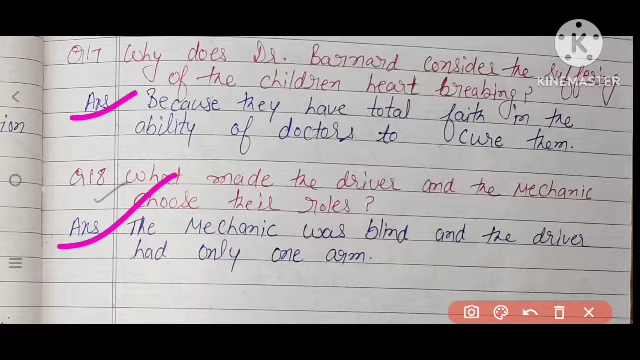 Q17 Why does Dr. Barnard consider the suffering
of the children heart breaking?
Ans Because they have total faith in the
ability of doctors to cure them.
Q18 What made the driver and the Mechanic
choose their roles?
Ans The Mechanic was blind and the driver
had only one arm.
ion
K
KINEMASTER